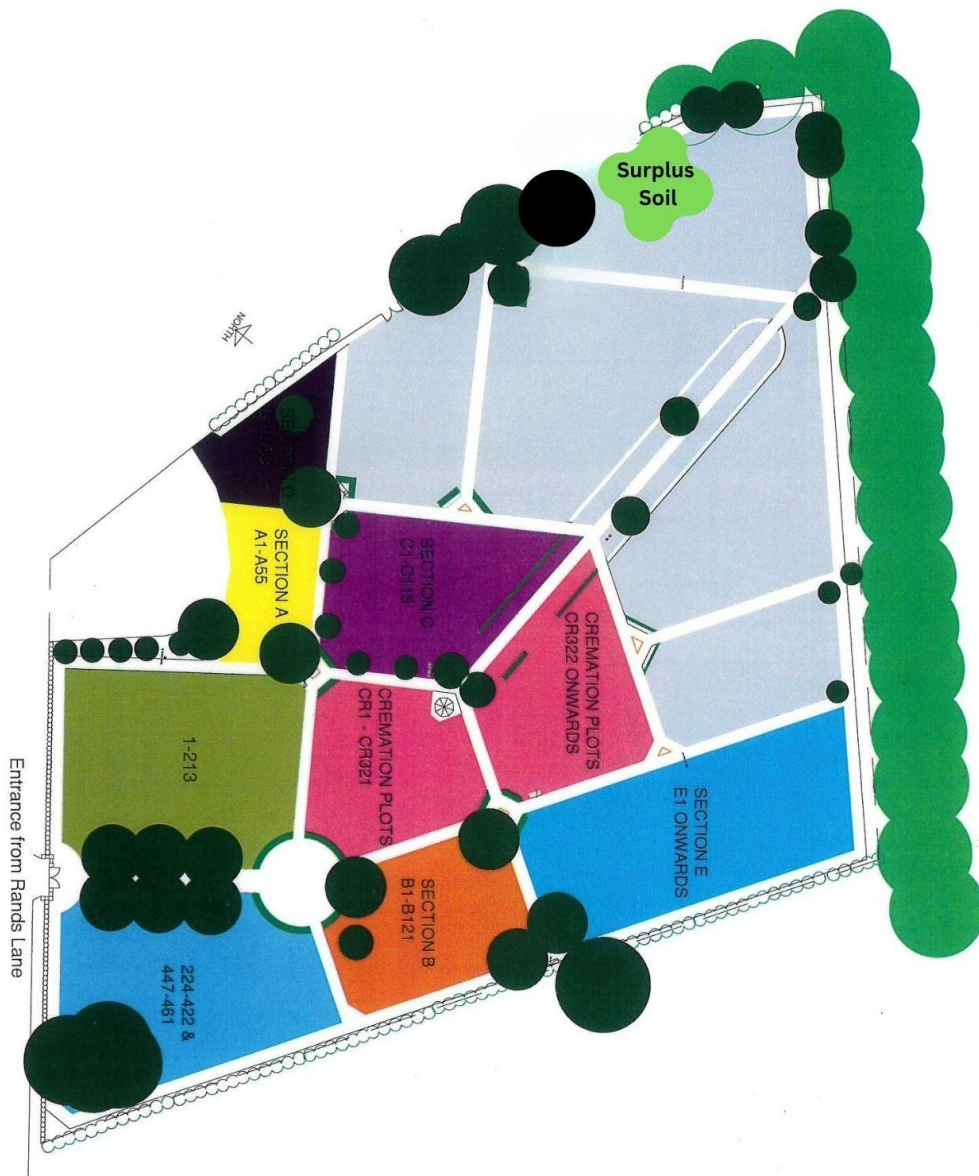 Surplus
Soil
NORTH
SECTION D
SECTION A
A1-A55
SECTION C
C1-C115
CREMATION PLOTS
CR322 ONWARDS
CREMATION PLOTS
CR1 - CR321
1-213
SECTION E
E1 ONWARDS
SECTION B
B1-B121
224-422 &
447-461
Entrance from Rands Lane